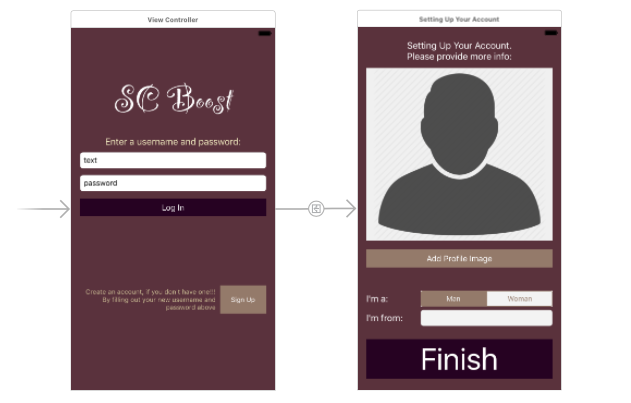 View Controller
SC Boost
Enter a username and password:
text
password
Log In
Create an account, if you don't have one!!!
By filling out your new username and
password above
Sign Up
Setting Up Your Account
Setting Up Your Account.
Please provide more info:
Add Profile Image
I'm a:
Man
Woman
I'm from:
Finish